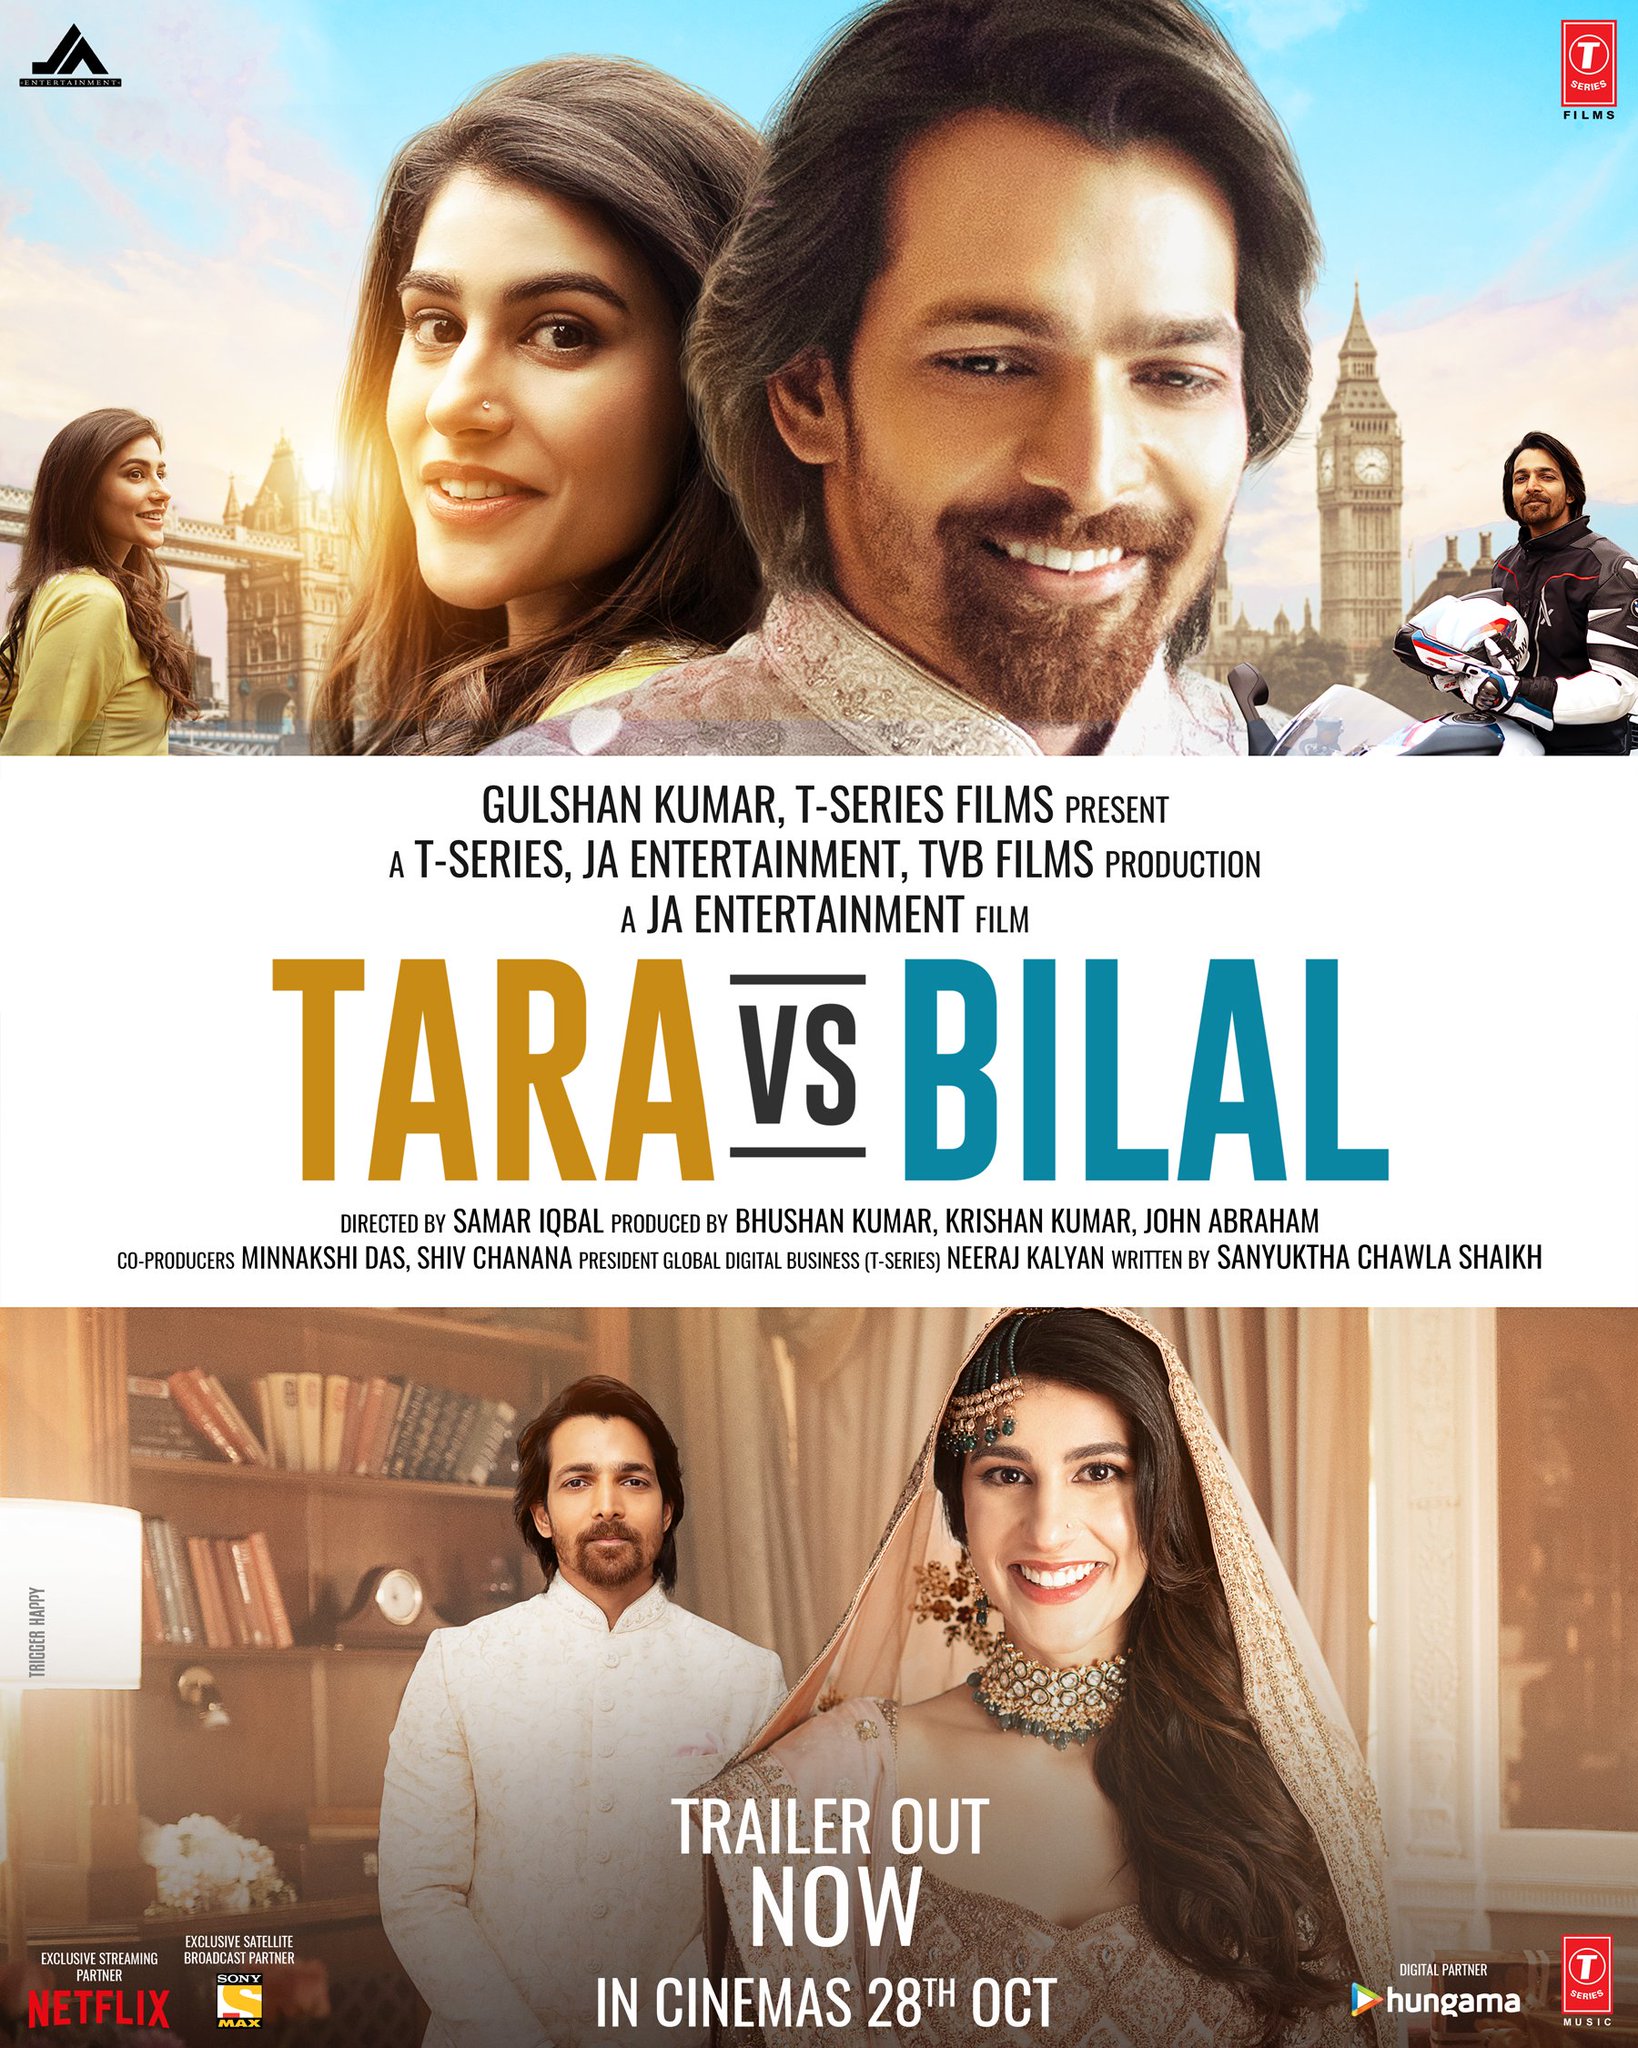 JA
ENTERTAINMENT
T
SERIES
FILMS
GULSHAN KUMAR, T-SERIES FILMS PRESENT
A T-SERIES, JA ENTERTAINMENT, TVB FILMS PRODUCTION
A JA ENTERTAINMENT FILM
TARA VS BILAL
DIRECTED BY SAMAR IQBAL PRODUCED BY BHUSHAN KUMAR, KRISHAN KUMAR, JOHN ABRAHAM
CO-PRODUCERS MINNAKSHI DAS, SHIV CHANANA PRESIDENT GLOBAL DIGITAL BUSINESS (T-SERIES) NEERAJ KALYAN WRITTEN BY SANYUKTHA CHAWLA SHAIKH
TRIGGER HAPPY
TRAILER OUT
NOW
IN CINEMAS 28TH OCT
EXCLUSIVE STREAMING
PARTNER
NETFLIX
EXCLUSIVE SATELLITE
BROADCAST PARTNER
SONY
MAX
DIGITAL PARTNER
hungama
T
SERIES
MUSIC